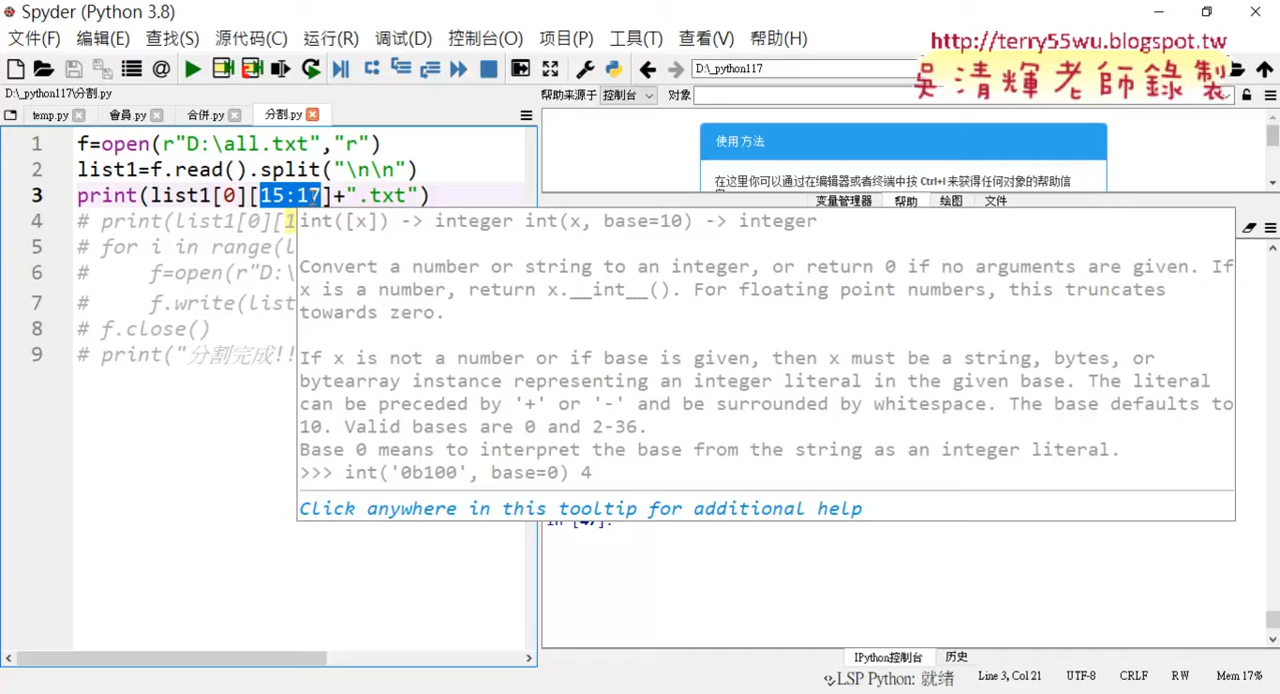 Spyder (Python 3.8)
文件(F) 编辑(E) 查找(S) 源代码(C) 运行(R) 调试(D) 控制台(O) 项目(P) 工具(T) 查看(V) 帮助(H)
http://terry55wu.blogspot.tw
吳清輝老師錄製
D:\_python117
D:\_python117\分割.py
帮助来源于 控制台 对象
temp.py 會員.py 合併.py 分割.py
使用方法
在这里你可以通过在编辑器或者终端中按 Ctrl+I 来获得任何对象的帮助信
变量管理器 帮助 绘图 文件
1 f=open(r"D:\all.txt","r")
2 list1=f.read().split("\n\n")
3 print(list1[0][15:17]+".txt")
4 # print(list1[0][1
5 # for i in range(l
6 # f=open(r"D:\
7 # f.write(list
8 # f.close()
9 # print("分割完成!!
int([x]) -> integer int(x, base=10) -> integer
Convert a number or string to an integer, or return 0 if no arguments are given. If
x is a number, return x.__int__(). For floating point numbers, this truncates
towards zero.
If x is not a number or if base is given, then x must be a string, bytes, or
bytearray instance representing an integer literal in the given base. The literal
can be preceded by '+' or '-' and be surrounded by whitespace. The base defaults to
10. Valid bases are 0 and 2-36.
Base 0 means to interpret the base from the string as an integer literal.
>>> int('0b100', base=0) 4
Click anywhere in this tooltip for additional help
IPython控制台 历史
LSP Python: 就绪 Line 3, Col 21 UTF-8 CRLF RW Mem 17%